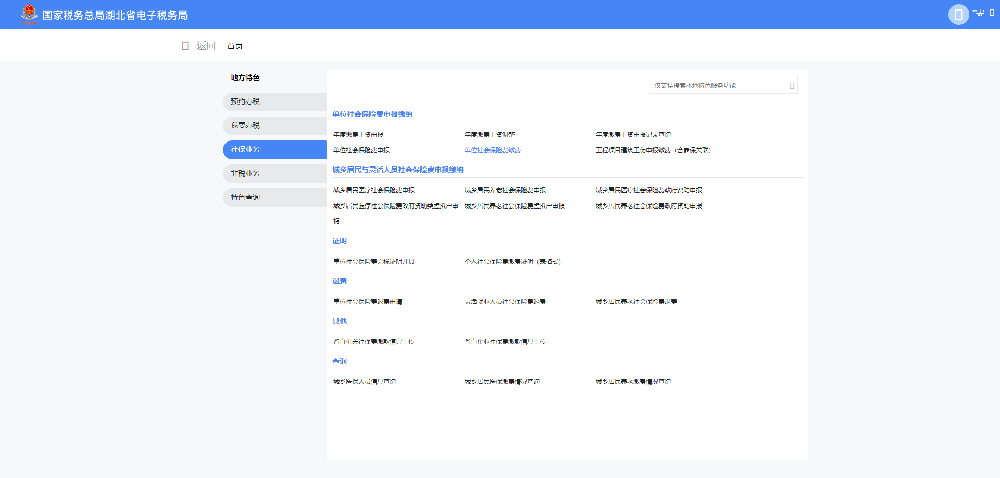 国家税务总局湖北省电子税务局
*雯
返回 首页
地方特色
预约办税
我要办税
社保业务
非税业务
特色查询
仅支持搜索本地特色服务功能
单位社会保险费申报缴纳
年度缴费工资申报 年度缴费工资调整 年度缴费工资申报记录查询
单位社会保险费申报 单位社会保险费缴费 工程项目建筑工伤申报缴费（含参保关联）
城乡居民与灵活人员社会保险费申报缴纳
城乡居民医疗社会保险费申报 城乡居民养老社会保险费申报 城乡居民医疗社会保险费政府资助申报
城乡居民医疗社会保险费政府资助类虚拟户申 城乡居民养老社会保险费虚拟户申报 城乡居民养老社会保险费政府资助申报
报
证明
单位社会保险费完税证明开具 个人社会保险费缴费证明（表格式）
退费
单位社会保险费退费申请 灵活就业人员社会保险费退费 城乡居民养老社会保险费退费
其他
省直机关社保费缴款信息上传 省直企业社保费缴款信息上传
查询
城乡医保人员信息查询 城乡居民医保缴费情况查询 城乡居民养老缴费情况查询